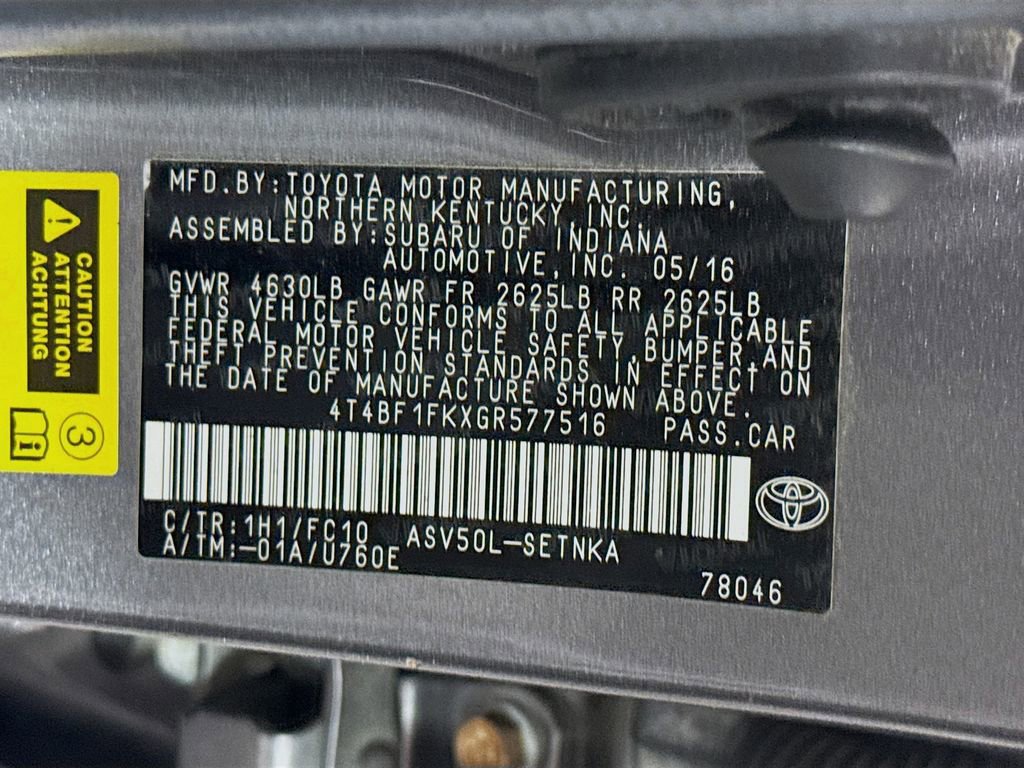 MFD.BY:TOYOTA MOTOR MANUFACTURING,
NORTHERN KENTUCKY, INC.
ASSEMBLED BY:SUBARU OF INDIANA
AUTOMOTIVE, INC. 05/16
GVWR 4630LB GAWR FR 2625LB RR 2625LB
THIS VEHICLE CONFORMS TO ALL APPLICABLE
FEDERAL MOTOR VEHICLE SAFETY, BUMPER, AND
THEFT PREVENTION STANDARDS IN EFFECT ON
THE DATE OF MANUFACTURE SHOWN ABOVE.
4T4BF1FKXGR577516 PASS.CAR
C/TR:1H1/FC10 ASV50L-SETNKA
A/TM:-01A/U760E
78046
CAUTION
ATTENTION
ACHTUNG
3